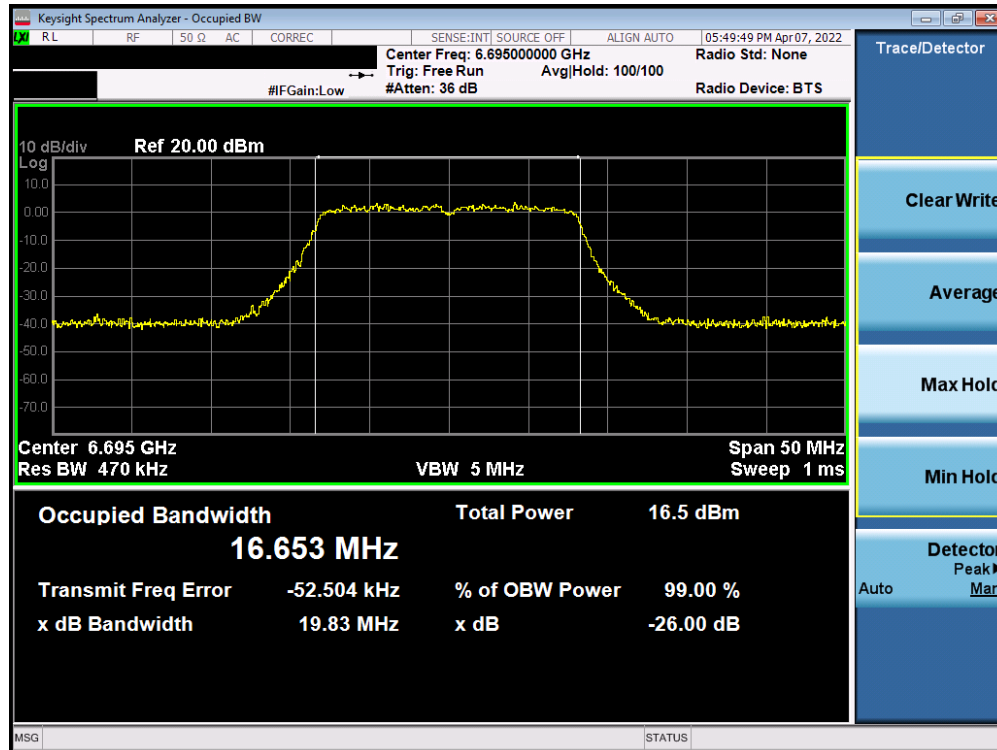 Keysight Spectrum Analyzer - Occupied BW
LXI RL RF 50 Ω AC CORREC SENSE:INT SOURCE OFF ALIGN AUTO 05:49:49 PM Apr 07, 2022
Center Freq: 6.695000000 GHz Radio Std: None
Trig: Free Run Avg|Hold: 100/100
#IFGain:Low #Atten: 36 dB Radio Device: BTS
Trace/Detector
10 dB/div Ref 20.00 dBm
Log
10.0
0.00
-10.0
-20.0
-30.0
-40.0
-50.0
-60.0
-70.0
Center 6.695 GHz Span 50 MHz
Res BW 470 kHz VBW 5 MHz Sweep 1 ms
Occupied Bandwidth Total Power 16.5 dBm
16.653 MHz
Transmit Freq Error -52.504 kHz % of OBW Power 99.00 %
x dB Bandwidth 19.83 MHz x dB -26.00 dB
Clear Write
Average
Max Hold
Min Hold
Detector
Peak
Auto Man
MSG STATUS